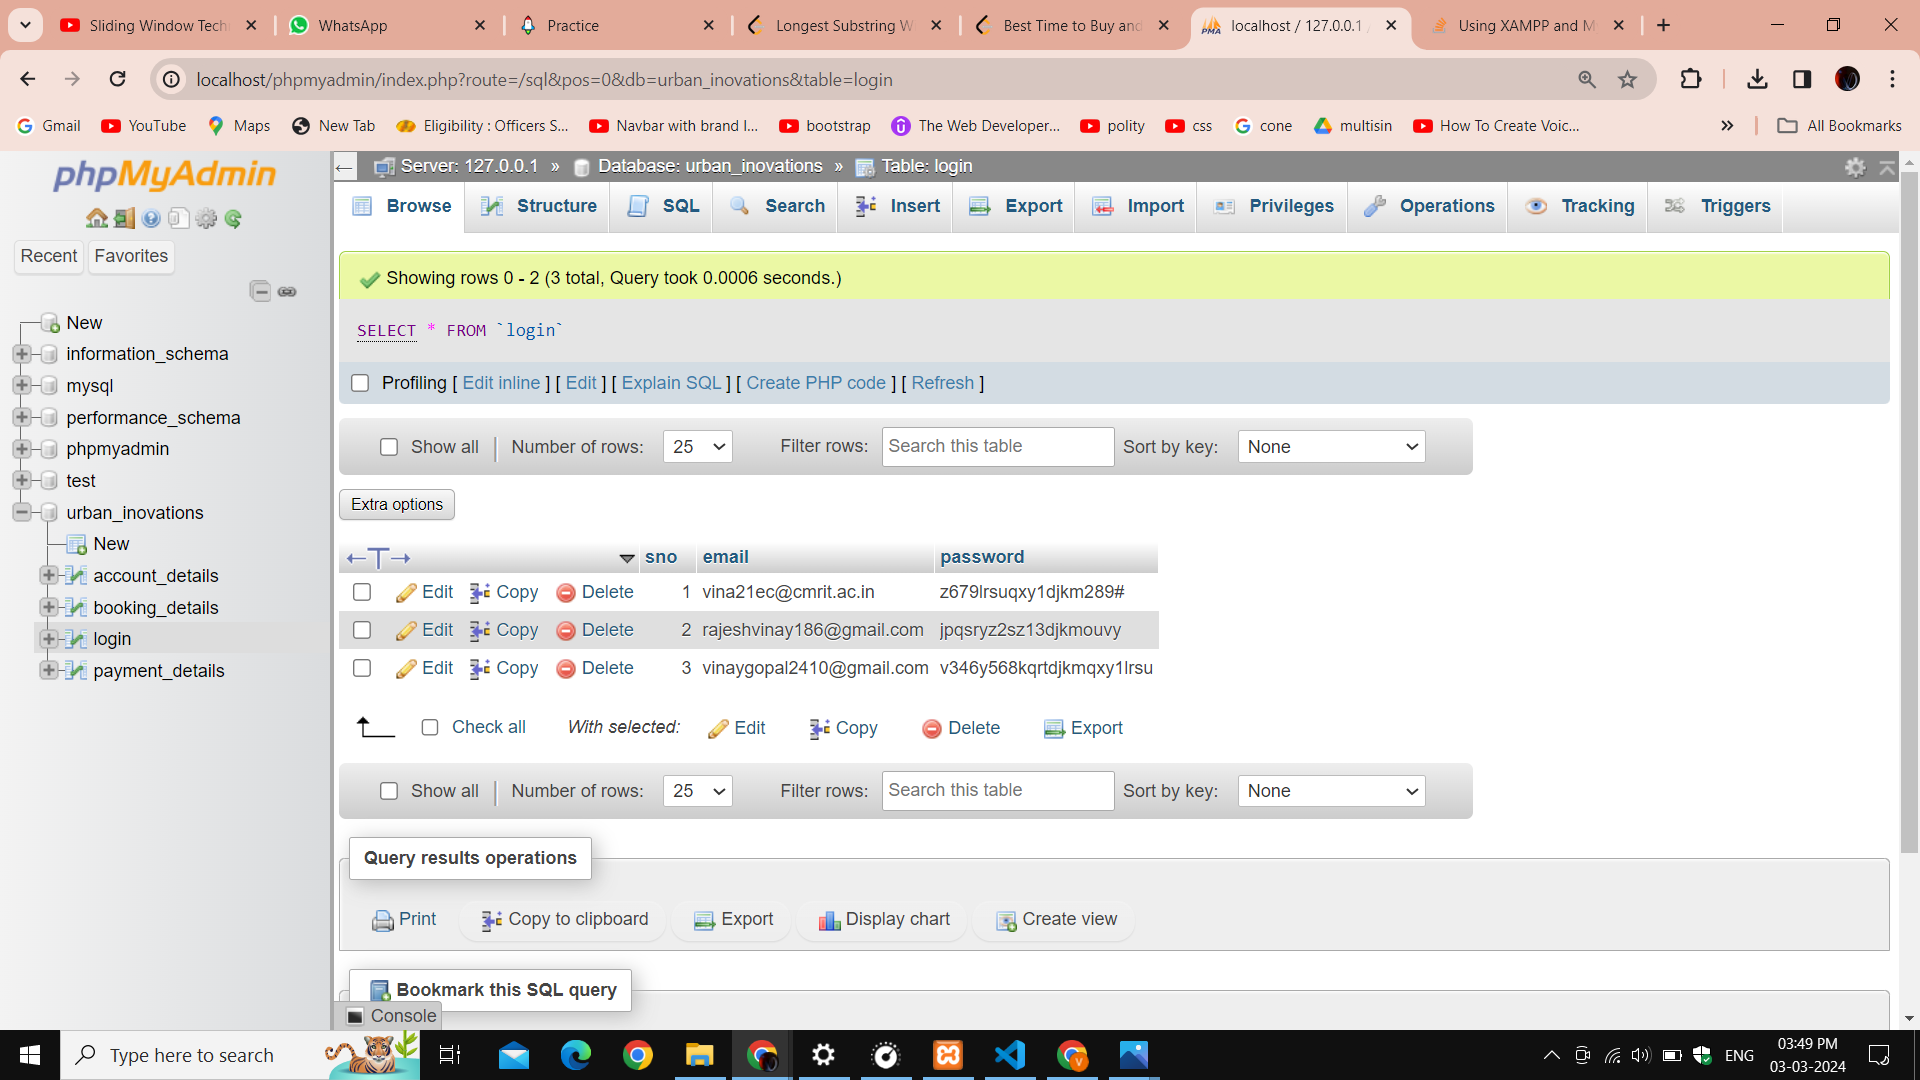 Sliding Window Tech
WhatsApp
Practice
Longest Substring W
Best Time to Buy and
localhost / 127.0.0.1 /
Using XAMPP and M
localhost/phpmyadmin/index.php?route=/sql&pos=0&db=urban_inovations&table=login
Gmail
YouTube
Maps
New Tab
Eligibility : Officers S...
Navbar with brand I...
bootstrap
The Web Developer...
polity
css
cone
multisin
How To Create Voic...
»
All Bookmarks
phpMyAdmin
Recent
Favorites
New
information_schema
mysql
performance_schema
phpmyadmin
test
urban_inovations
New
account_details
booking_details
login
payment_details
Server: 127.0.0.1 » Database: urban_inovations » Table: login
Browse
Structure
SQL
Search
Insert
Export
Import
Privileges
Operations
Tracking
Triggers
Showing rows 0 - 2 (3 total, Query took 0.0006 seconds.)
SELECT * FROM `login`
Profiling [ Edit inline ] [ Edit ] [ Explain SQL ] [ Create PHP code ] [ Refresh ]
Show all | Number of rows: 25 Filter rows: Search this table Sort by key: None
Extra options
sno email password
Edit Copy Delete 1 vina21ec@cmrit.ac.in z679lrsuqxy1djkm289#
Edit Copy Delete 2 rajeshvinay186@gmail.com jpqsryz2sz13djkmouvy
Edit Copy Delete 3 vinaygopal2410@gmail.com v346y568kqrtdjkmqxy1lrsu
Check all With selected: Edit Copy Delete Export
Show all | Number of rows: 25 Filter rows: Search this table Sort by key: None
Query results operations
Print Copy to clipboard Export Display chart Create view
Bookmark this SQL query
Console
Type here to search
ENG
03:49 PM
03-03-2024